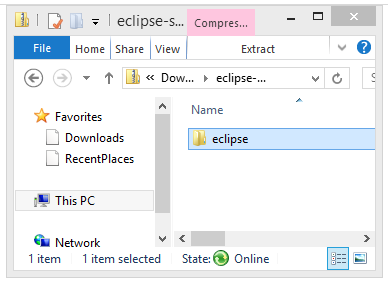 eclipse-s... Compres...
File Home Share View Extract
« Dow... ▸ eclipse-...
Favorites Name
Downloads eclipse
RecentPlaces
This PC
Network
1 item 1 item selected State: Online